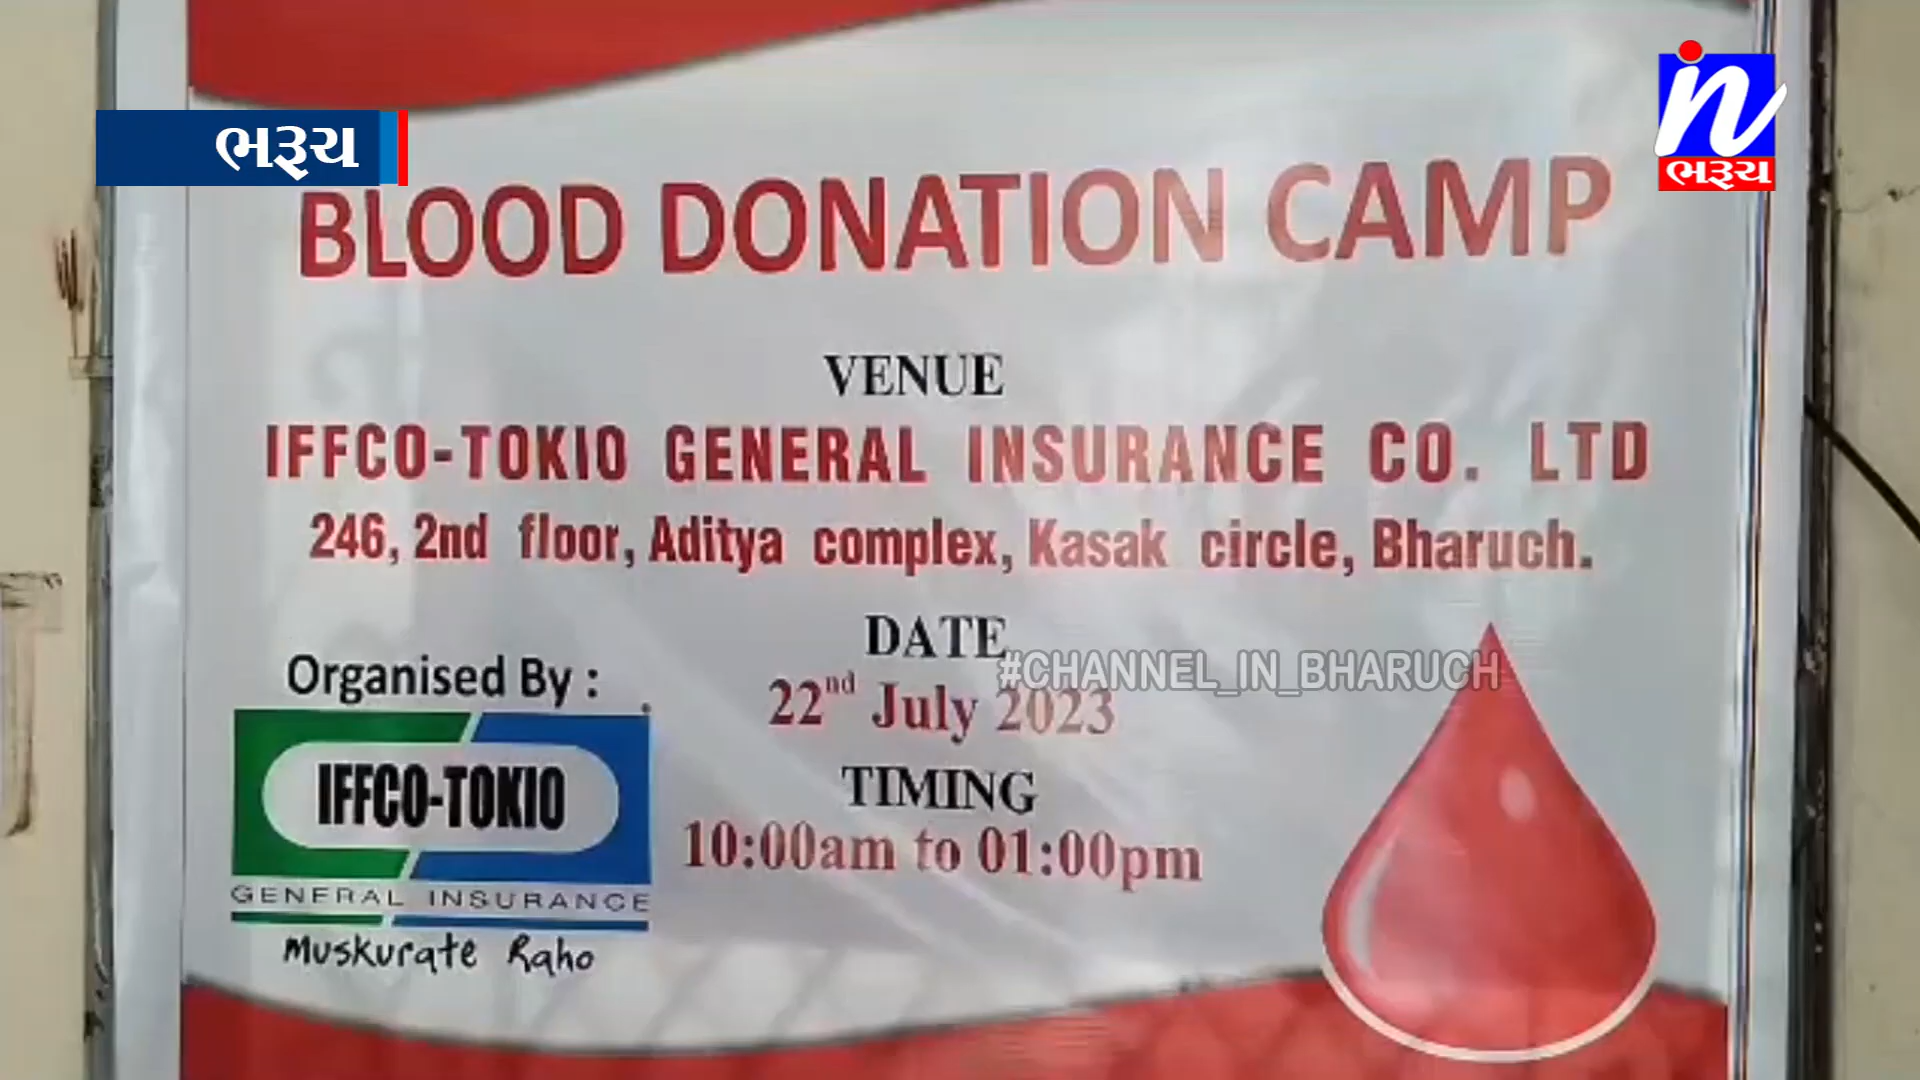 ભરૂચ
in
ભરૂચ
BLOOD DONATION CAMP
VENUE
IFFCO-TOKIO GENERAL INSURANCE CO. LTD
246, 2nd floor, Aditya complex, Kasak circle, Bharuch.
DATE
#CHANNEL_IN_BHARUCH
22nd July 2023
TIMING
10:00am to 01:00pm
Organised By :
IFFCO-TOKIO
GENERAL INSURANCE
Muskurate Raho